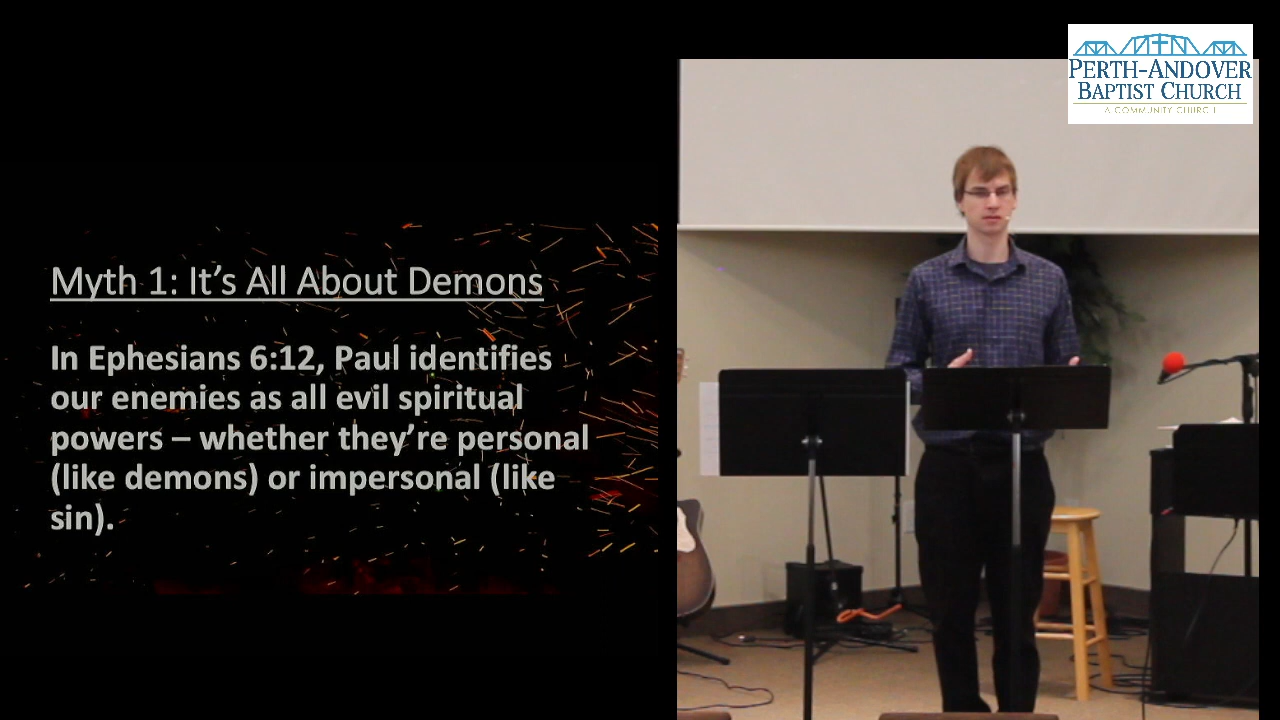 PERTH-ANDOVER
BAPTIST CHURCH
A COMMUNITY CHURCH
Myth 1: It’s All About Demons
In Ephesians 6:12, Paul identifies
our enemies as all evil spiritual
powers – whether they’re personal
(like demons) or impersonal (like
sin).